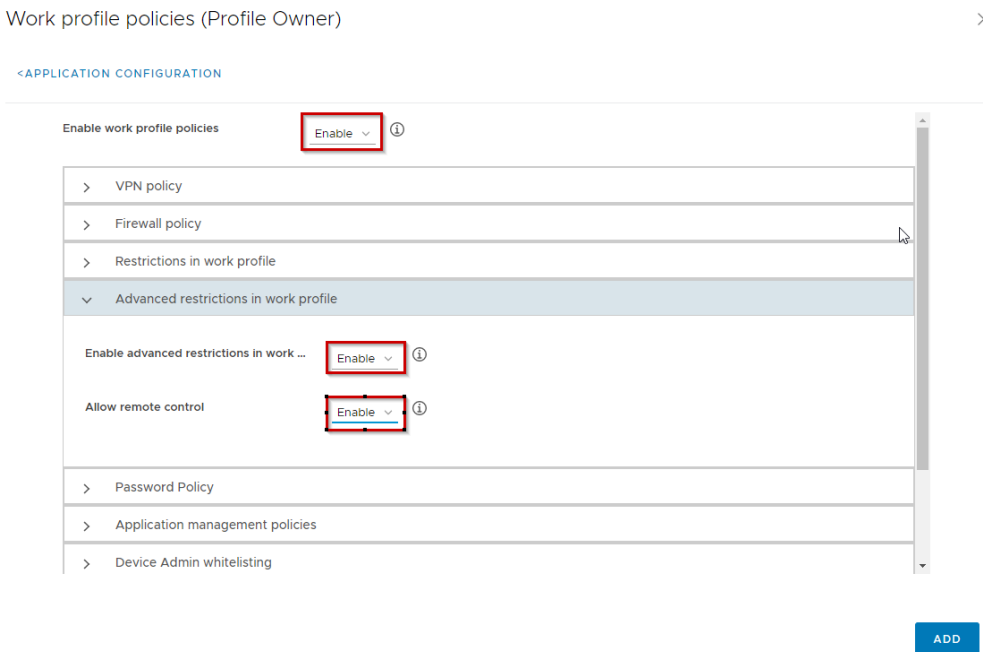 Work profile policies (Profile Owner)
<APPLICATION CONFIGURATION
Enable work profile policies Enable
VPN policy
Firewall policy
Restrictions in work profile
Advanced restrictions in work profile
Enable advanced restrictions in work ... Enable
Allow remote control Enable
Password Policy
Application management policies
Device Admin whitelisting
ADD